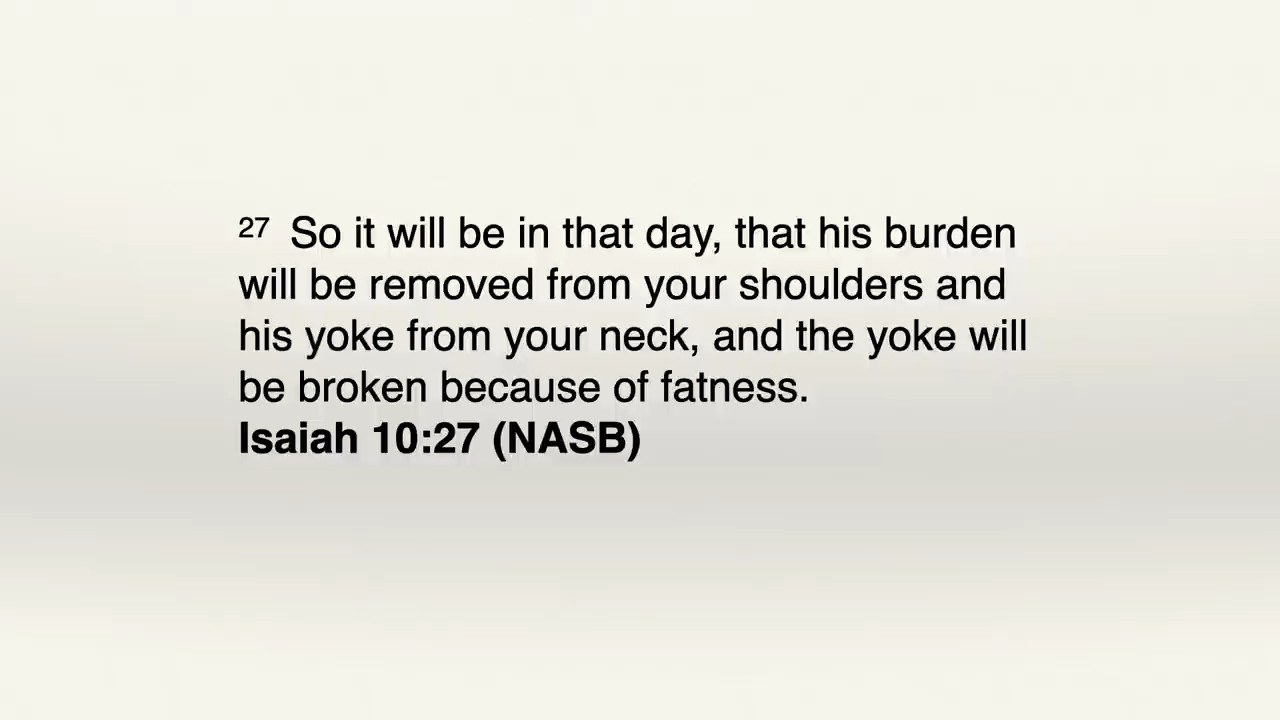 27 So it will be in that day, that his burden
will be removed from your shoulders and
his yoke from your neck, and the yoke will
be broken because of fatness.
Isaiah 10:27 (NASB)